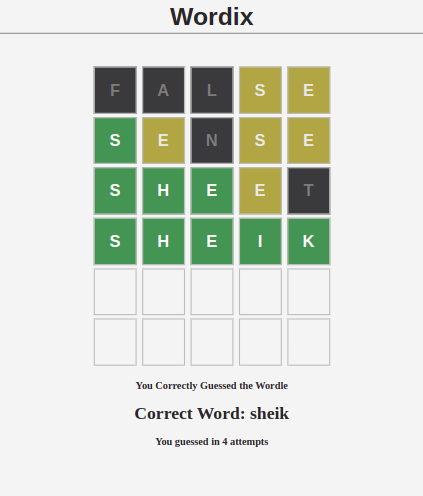 Wordix
F A L S E
S E N S E
S H E E T
S H E I K
You Correctly Guessed the Wordle
Correct Word: sheik
You guessed in 4 attempts